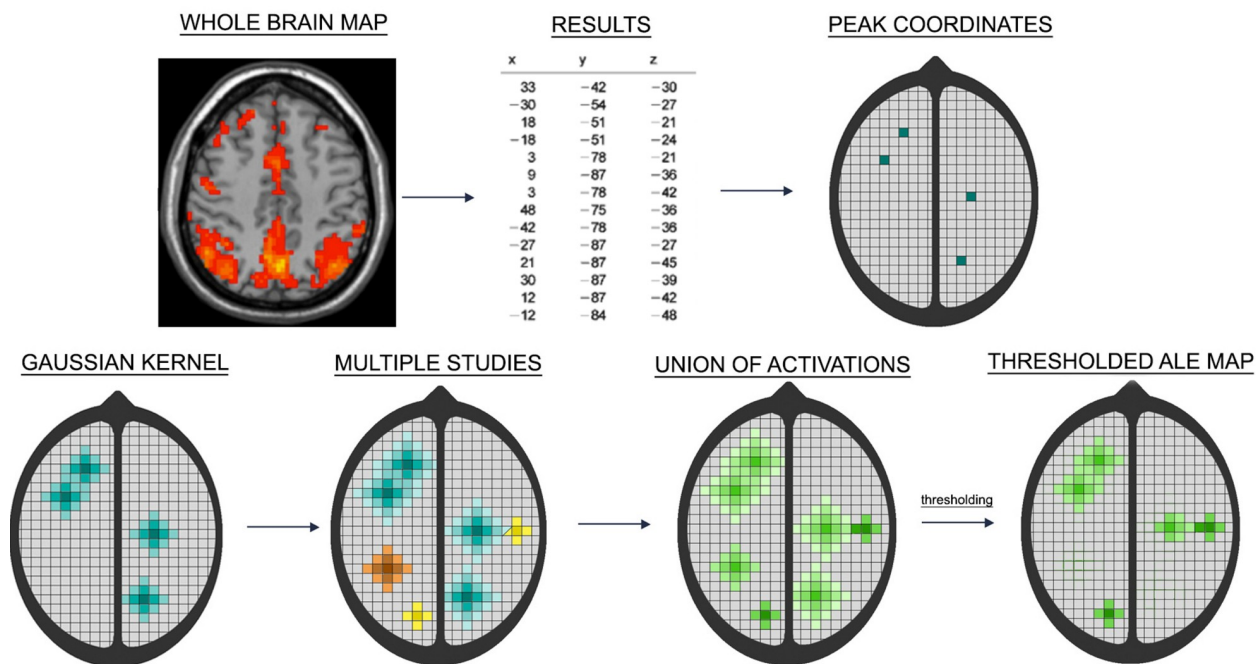 WHOLE BRAIN MAP
RESULTS
PEAK COORDINATES
x y z
33 −42 −30
−30 −54 −27
18 −51 −21
−18 −51 −24
3 −78 −21
9 −87 −36
3 −78 −42
48 −75 −36
−42 −78 −36
−27 −87 −27
21 −87 −45
30 −87 −39
12 −87 −42
−12 −84 −48
GAUSSIAN KERNEL
MULTIPLE STUDIES
UNION OF ACTIVATIONS
THRESHOLDED ALE MAP
thresholding